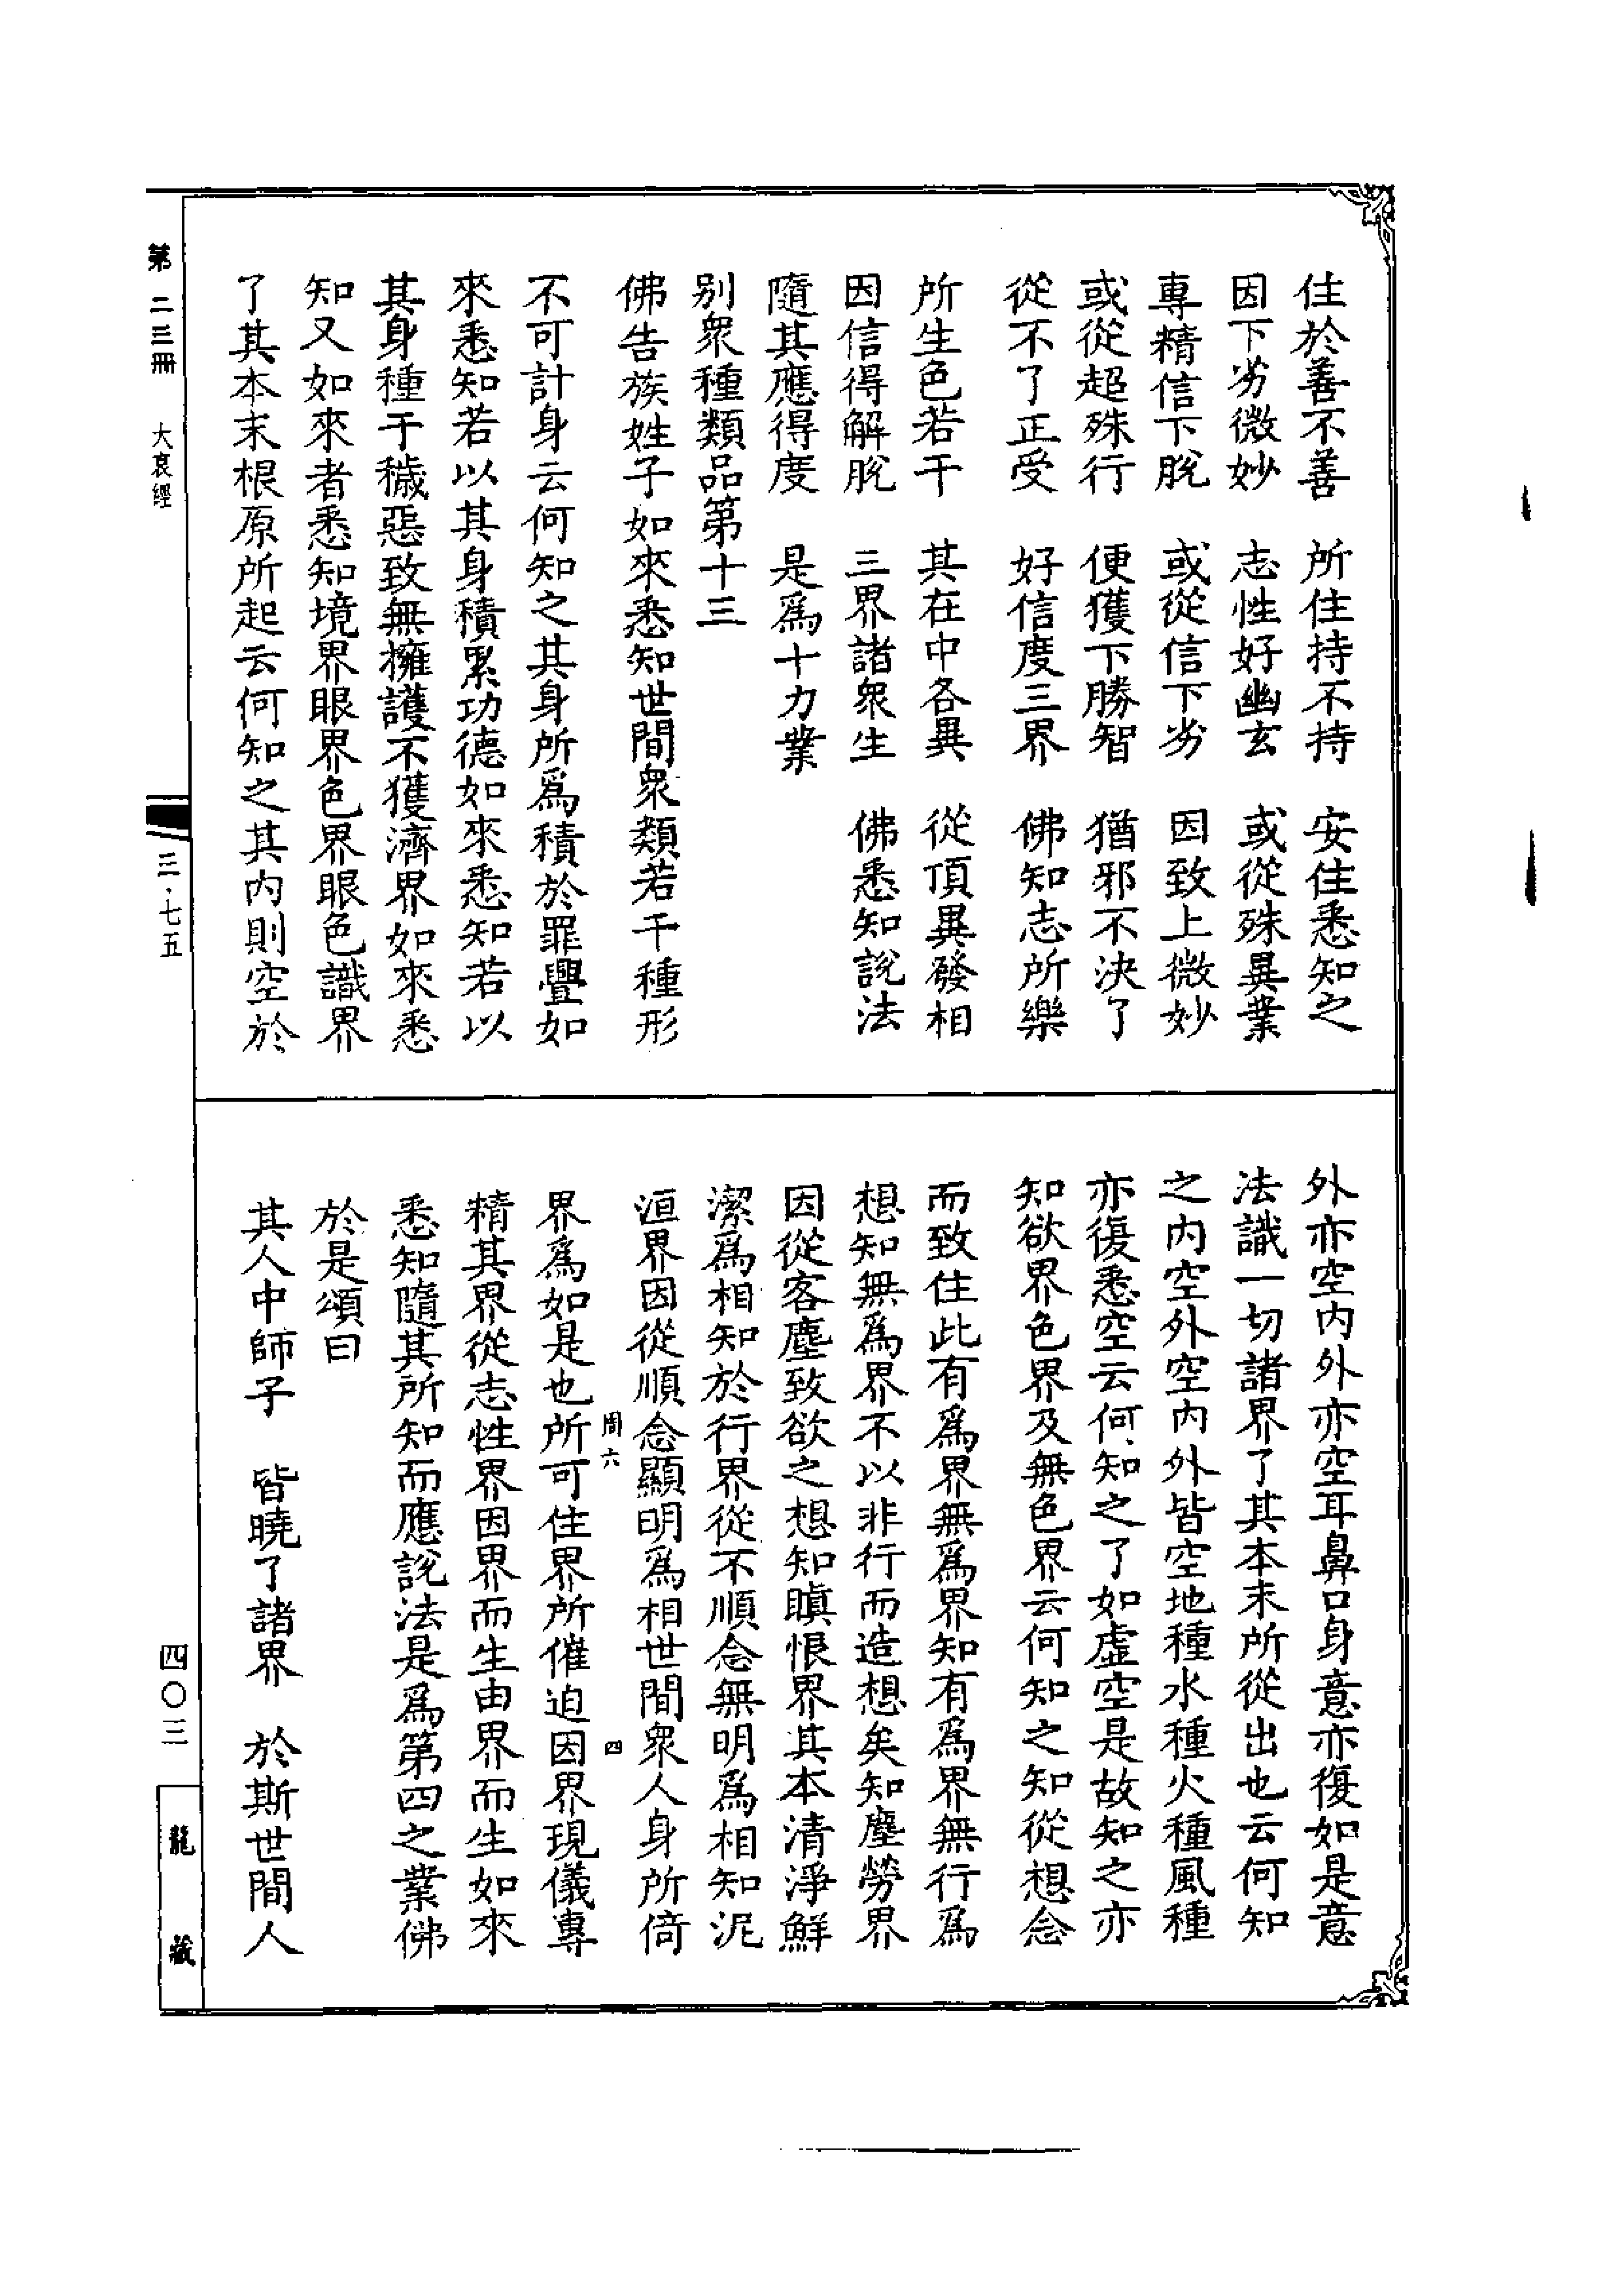 住於善不善　所住持不持　安住悉知之
因下劣微妙　志性好幽玄　或從殊異業
專精信下脫　或從信下劣　因致上微妙
或從超殊行　便獲下勝智　猶邪不決了
從不了正受　好信度三界　佛知志所樂
所生色若干　其在中各異　從頂異發相
因信得解脫　三界諸衆生　佛悉知說法
隨其應得度　是爲十力業
別衆種類品第十三
佛告族姓子如來悉知世間衆類若干種形
不可計身云何知之其身所爲積於罪舋如
來悉知若以其身積累功德如來悉知若以
其身種于穢惡致無擁護不獲濟界如來悉
知又如來者悉知境界眼界色界眼色識界
了其本末根原所起云何知之其內則空於
外亦空內外亦空耳鼻口身意亦復如是意
法識一切諸界了其本末所從出也云何知
之內空外空內外皆空地種水種火種風種
亦復悉空云何知之了如虛空是故知之亦
知欲界色界及無色界云何知之知從想念
而致住此有爲界無爲界知有爲界無行爲
想知無爲界不以非行而造想矣知塵勞界
因從客塵致欲之想知瞋恨界其本清淨鮮
潔爲相知於行界從不順念無明爲相知泥
洹界因從順念顯明爲相世間衆人身所倚
周六　四
界爲如是也所可住界所催迫因界現儀專
精其界從志性界因界而生由界而生如來
悉知隨其所知而應說法是爲第四之業佛
於是頌曰
其人中師子　皆曉了諸界　於斯世間人
第二三冊　大哀經
三·七五
四〇三
龍藏